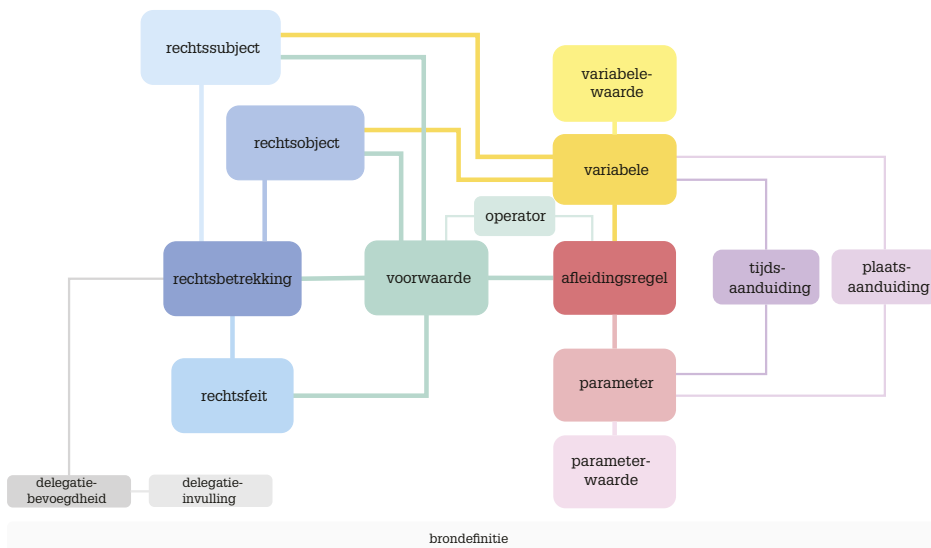 rechtssubject
variabele-
waarde
rechtsobject
variabele
operator
rechtsbetrekking
voorwaarde
afleidingsregel
tijds-
aanduiding
plaats-
aanduiding
rechtsfeit
parameter
parameter-
waarde
delegatie-
bevoegdheid
delegatie-
invulling
brondefinitie